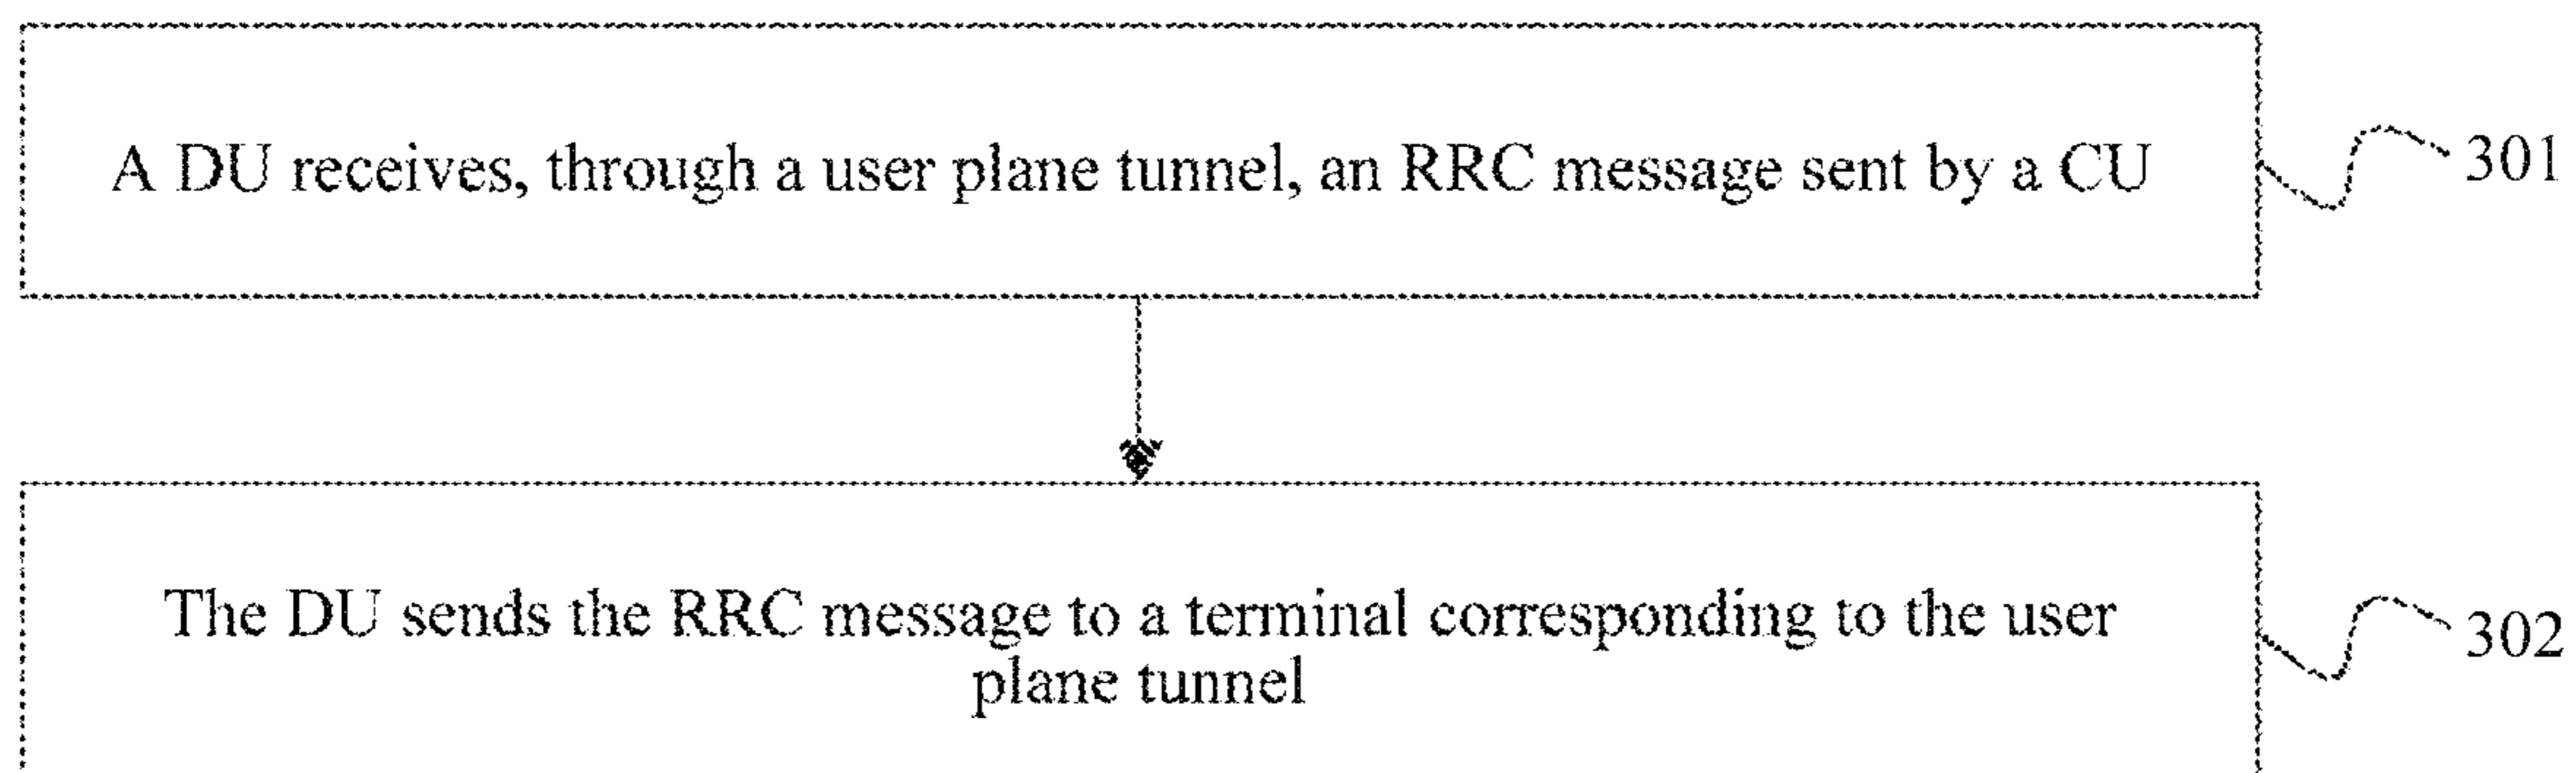 A DU receives, through a user plane tunnel, an RRC message sent by a CU
301
The DU sends the RRC message to a terminal corresponding to the user
plane tunnel
302